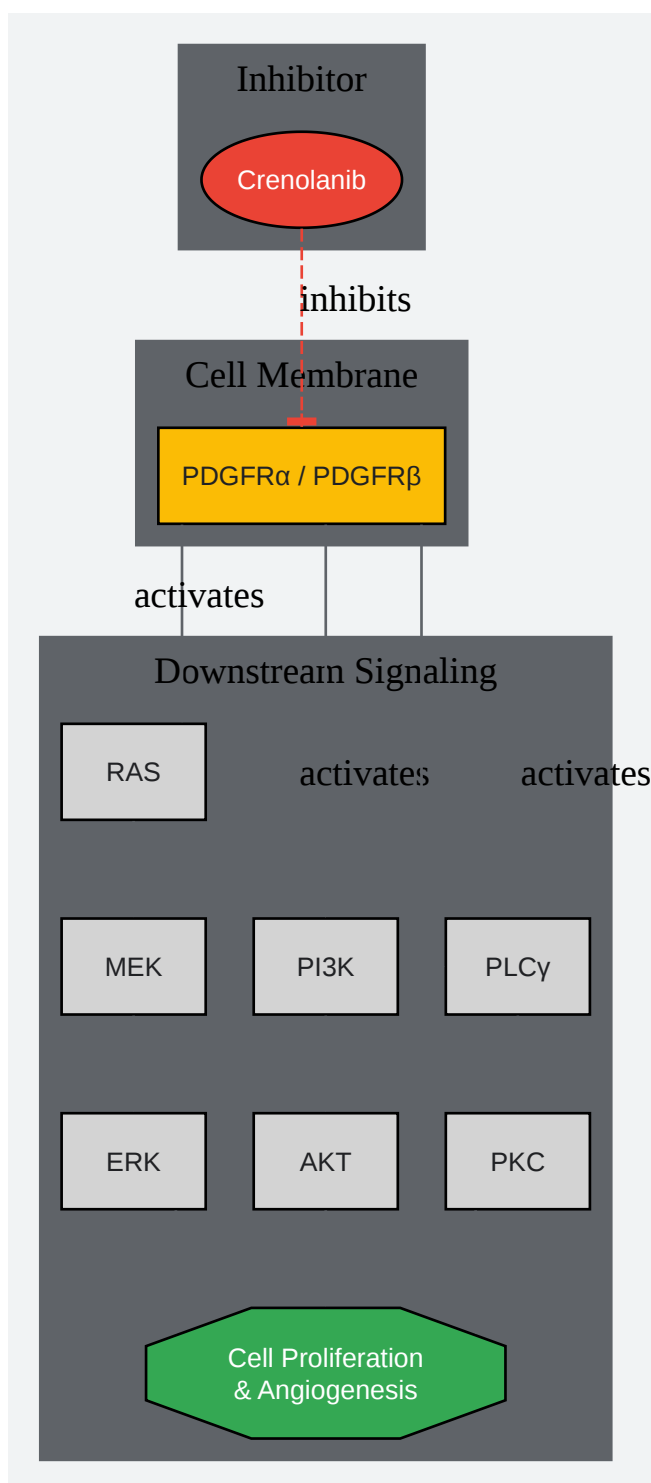 Inhibitor
Crenolanib
inhibits
Cell Membrane
PDGFRα / PDGFRβ
activates
Downstream Signaling
RAS
activates
activates
MEK
PI3K
PLCγ
ERK
AKT
PKC
Cell Proliferation
& Angiogenesis